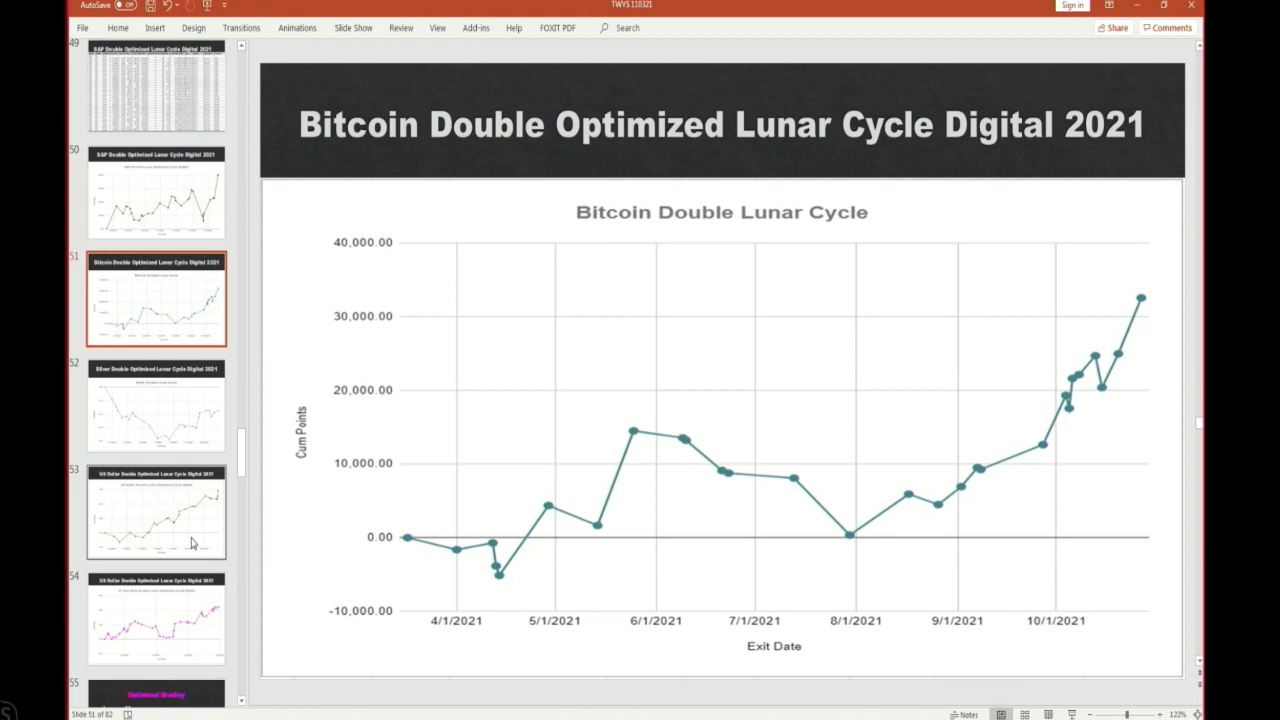 AutoSave Off
TWYS 110321
Sign in
File Home Insert Design Transitions Animations Slide Show Review View Add-ins Help FOXIT PDF Search
Share Comments
49
S&P Double Optimized Lunar Cycle Digital 2021
50
S&P Double Optimized Lunar Cycle Digital 2021
51
Bitcoin Double Optimized Lunar Cycle Digital 2021
52
Silver Double Optimized Lunar Cycle Digital 2021
53
US Dollar Double Optimized Lunar Cycle Digital 2021
54
US Dollar Double Optimized Lunar Cycle Digital 2021
55
Optimized Bradley
Bitcoin Double Optimized Lunar Cycle Digital 2021
Bitcoin Double Lunar Cycle
40,000.00
30,000.00
20,000.00
10,000.00
0.00
-10,000.00
Cum Points
4/1/2021 5/1/2021 6/1/2021 7/1/2021 8/1/2021 9/1/2021 10/1/2021
Exit Date
Slide 51 of 82
Notes
122%